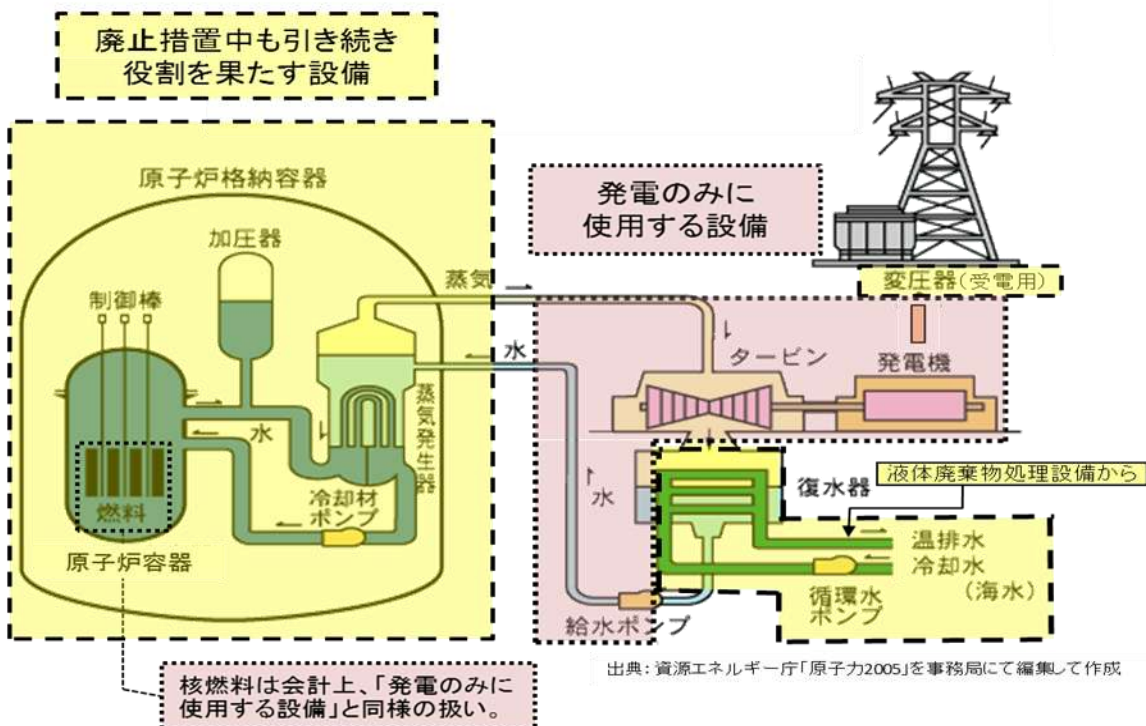 廃止措置中も引き続き
役割を果たす設備
原子炉格納容器
加圧器
制御棒
蒸気
水
発電のみに
使用する設備
変圧器(受電用)
タービン
発電機
水
蒸気発生器
冷却材
ポンプ
燃料
原子炉容器
水
復水器
液体廃棄物処理設備から
温排水
冷却水
(海水)
循環水
ポンプ
給水ポンプ
出典：資源エネルギー庁「原子力2005」を事務局にて編集して作成
核燃料は会計上、「発電のみに
使用する設備」と同様の扱い。